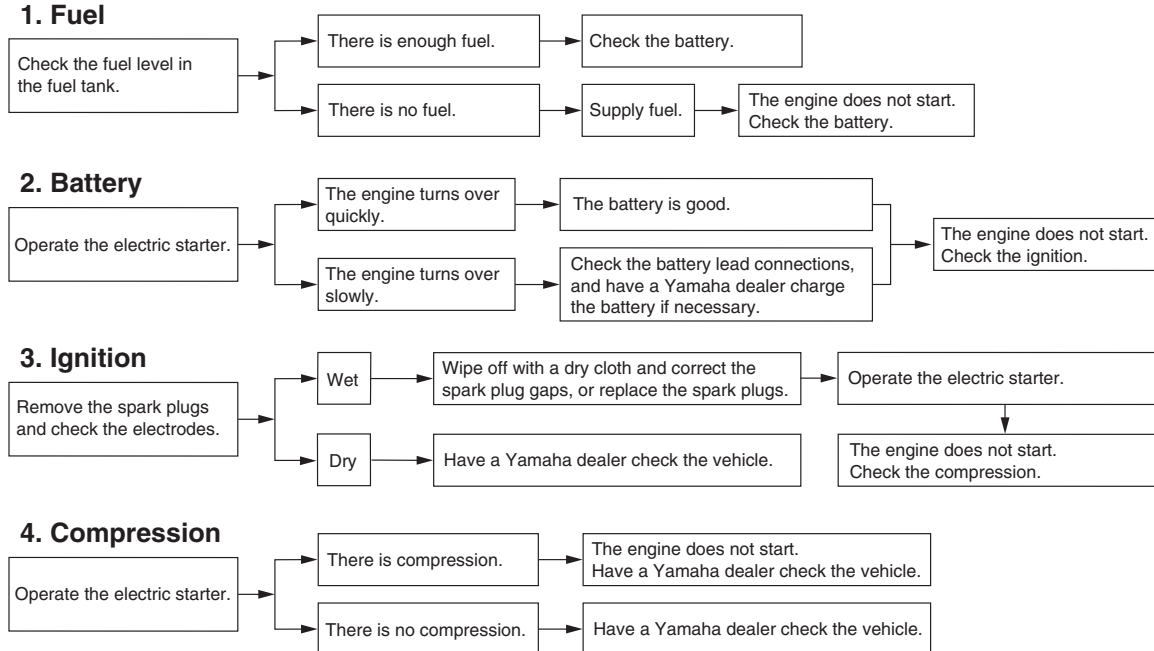 1. Fuel
Check the fuel level in
the fuel tank.
There is enough fuel.
Check the battery.
There is no fuel.
Supply fuel.
The engine does not start.
Check the battery.
2. Battery
Operate the electric starter.
The engine turns over
quickly.
The battery is good.
The engine turns over
slowly.
Check the battery lead connections,
and have a Yamaha dealer charge
the battery if necessary.
The engine does not start.
Check the ignition.
3. Ignition
Remove the spark plugs
and check the electrodes.
Wet
Wipe off with a dry cloth and correct the
spark plug gaps, or replace the spark plugs.
Operate the electric starter.
Dry
Have a Yamaha dealer check the vehicle.
The engine does not start.
Check the compression.
4. Compression
Operate the electric starter.
There is compression.
The engine does not start.
Have a Yamaha dealer check the vehicle.
There is no compression.
Have a Yamaha dealer check the vehicle.